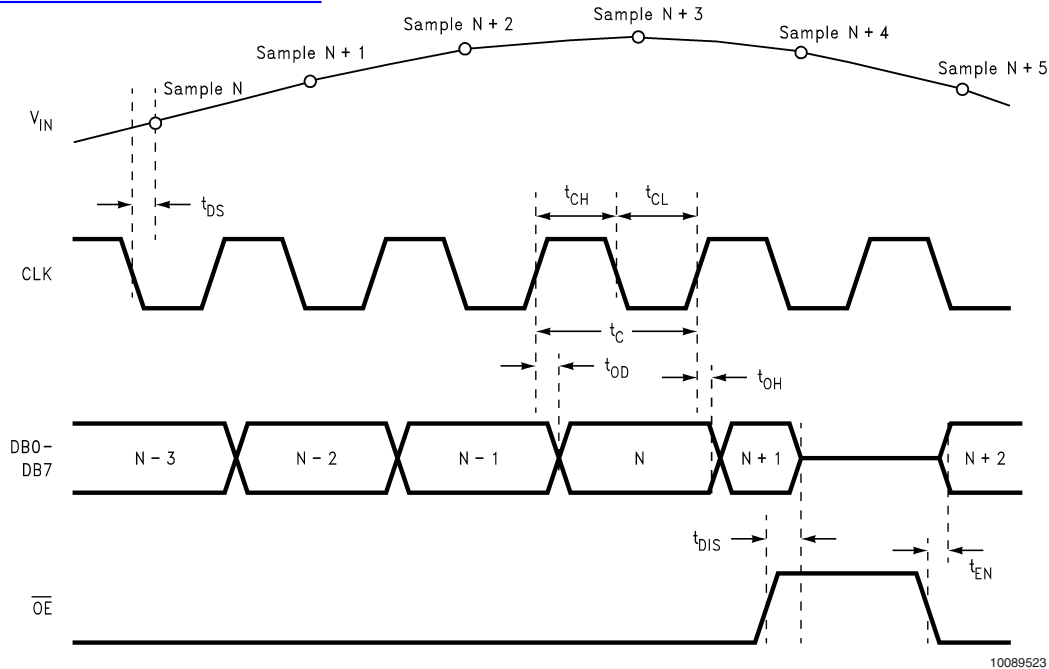 Sample N + 3
Sample N + 2
Sample N + 4
Sample N + 1
Sample N + 5
Sample N
VIN
tDS
tCH
tCL
CLK
tC
tOD
tOH
DB0-
DB7
N - 3
N - 2
N - 1
N
N + 1
N + 2
tDIS
tEN
OE
10089523